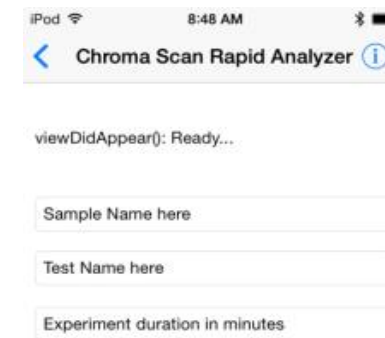 iPod 8:48 AM
Chroma Scan Rapid Analyzer
viewDidAppear(): Ready...
Sample Name here
Test Name here
Experiment duration in minutes